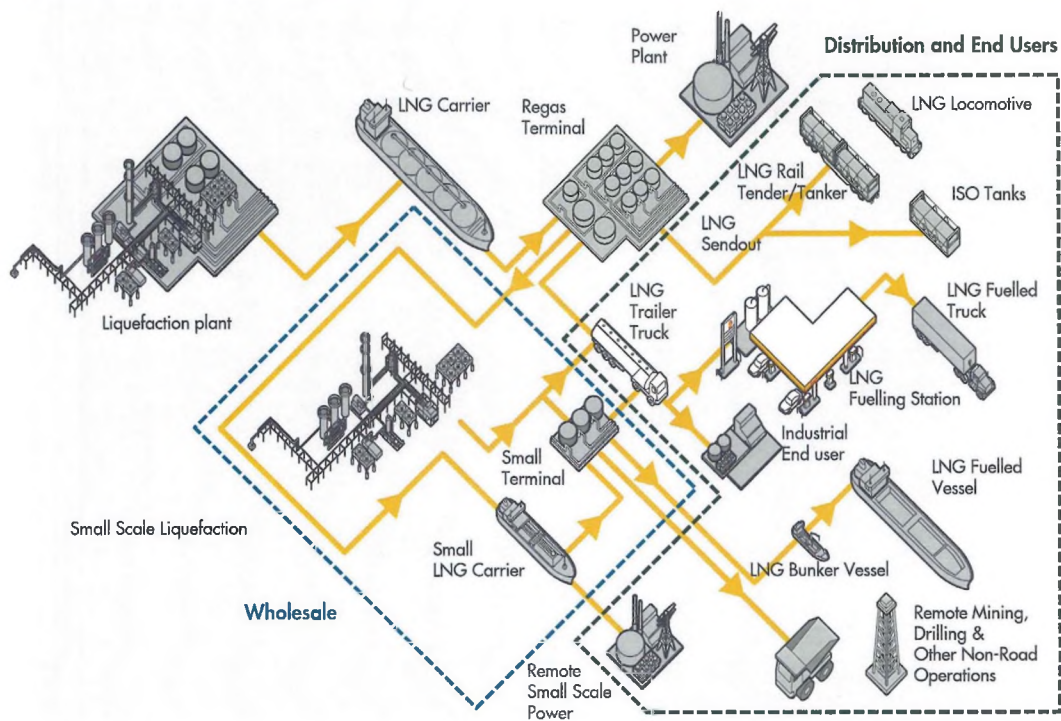 Power
Plant
Distribution and End Users
LNG Carrier
Regas
Terminal
LNG Locomotive
LNG Rail
Tender/Tanker
ISO Tanks
LNG
Sendout
Liquefaction plant
LNG
Trailer
Truck
LNG Fuelled
Truck
LNG
Fuelling Station
Industrial
End user
Small
Terminal
LNG Fuelled
Vessel
Small Scale Liquefaction
Small
LNG Carrier
LNG Bunker Vessel
Wholesale
Remote Mining,
Drilling &
Other Non-Road
Operations
Remote
Small Scale
Power